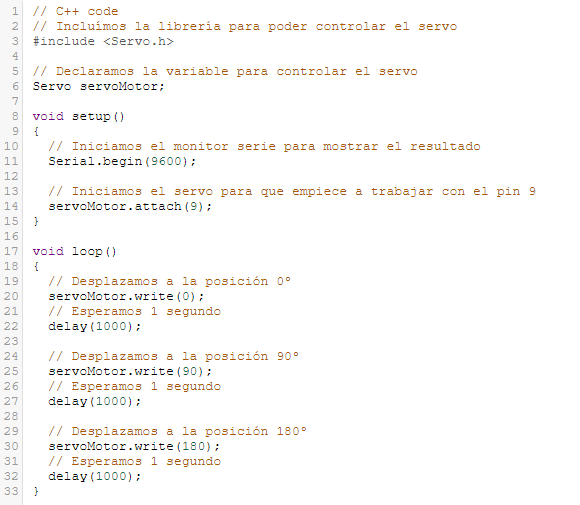 1 // C++ code
2 // Incluímos la librería para poder controlar el servo
3 #include <Servo.h>
4
5 // Declaramos la variable para controlar el servo
6 Servo servoMotor;
7
8 void setup()
9 {
10 // Iniciamos el monitor serie para mostrar el resultado
11 Serial.begin(9600);
12
13 // Iniciamos el servo para que empiece a trabajar con el pin 9
14 servoMotor.attach(9);
15 }
16
17 void loop()
18 {
19 // Desplazamos a la posición 0º
20 servoMotor.write(0);
21 // Esperamos 1 segundo
22 delay(1000);
23
24 // Desplazamos a la posición 90º
25 servoMotor.write(90);
26 // Esperamos 1 segundo
27 delay(1000);
28
29 // Desplazamos a la posición 180º
30 servoMotor.write(180);
31 // Esperamos 1 segundo
32 delay(1000);
33 }